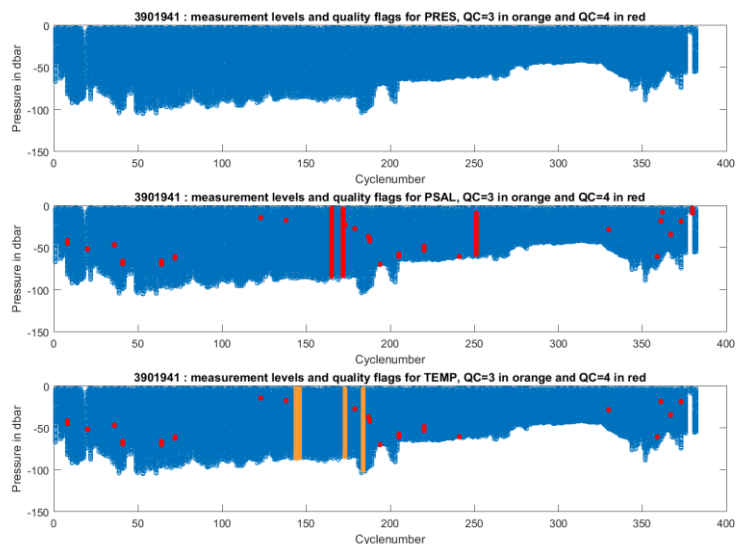 3901941 : measurement levels and quality flags for PRES, QC=3 in orange and QC=4 in red
0
-50
-100
-150
Pressure in dbar
0 50 100 150 200 250 300 350 400
Cyclenumber
3901941 : measurement levels and quality flags for PSAL, QC=3 in orange and QC=4 in red
0
-50
-100
-150
Pressure in dbar
0 50 100 150 200 250 300 350 400
Cyclenumber
3901941 : measurement levels and quality flags for TEMP, QC=3 in orange and QC=4 in red
0
-50
-100
-150
Pressure in dbar
0 50 100 150 200 250 300 350 400
Cyclenumber